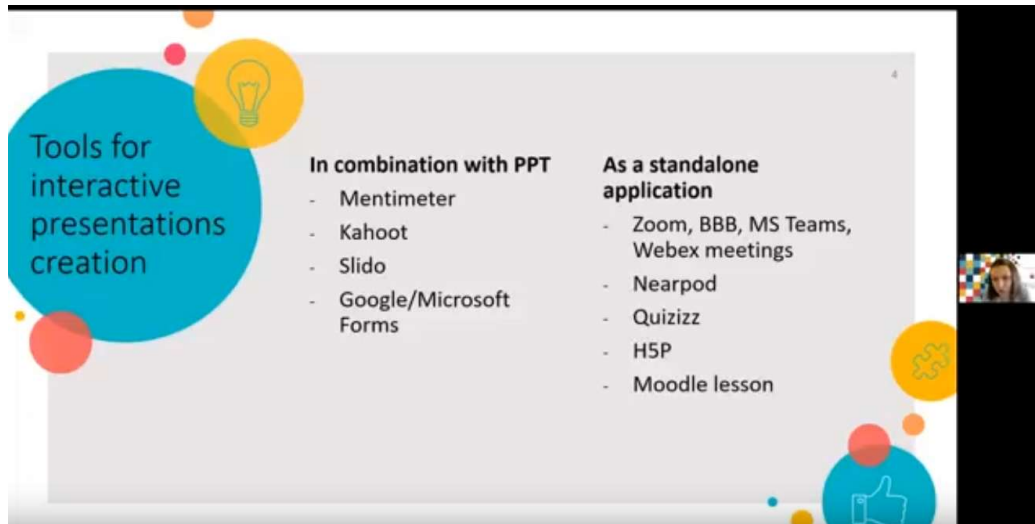 4
Tools for
interactive
presentations
creation
In combination with PPT
- Mentimeter
- Kahoot
- Slido
- Google/Microsoft
Forms
As a standalone
application
- Zoom, BBB, MS Teams,
Webex meetings
- Nearpod
- Quizizz
- H5P
- Moodle lesson